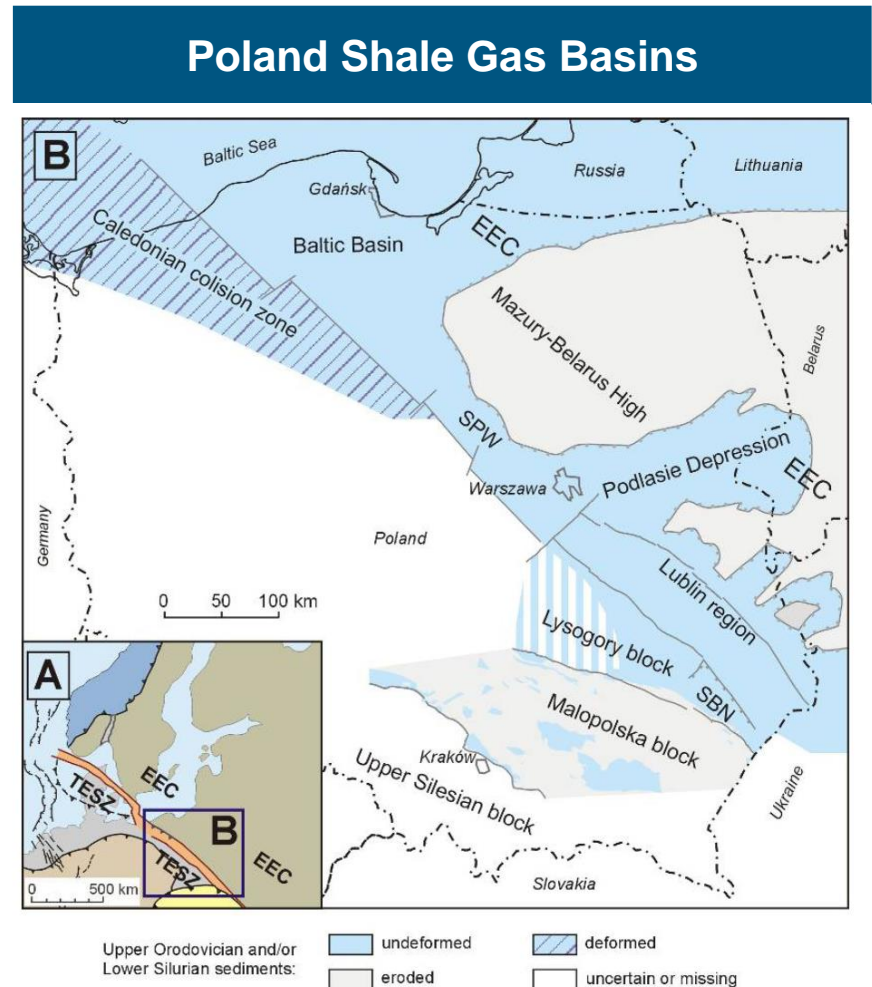 Poland Shale Gas Basins
B
Baltic Sea
Gdańsk
Russia
Lithuania
Caledonian colision zone
Baltic Basin
EEC
Mazury-Belarus High
Belarus
SPW
Podlasie Depression
EEC
Warszawa
Germany
Poland
Lublin region
0 50 100 km
Lysogory block
SBN
Malopolska block
Kraków
Upper Silesian block
Ukraine
Slovakia
A
TESZ
EEC
B
TESZ
EEC
0 500 km
Upper Orodovician and/or
Lower Silurian sediments:
undeformed
deformed
eroded
uncertain or missing